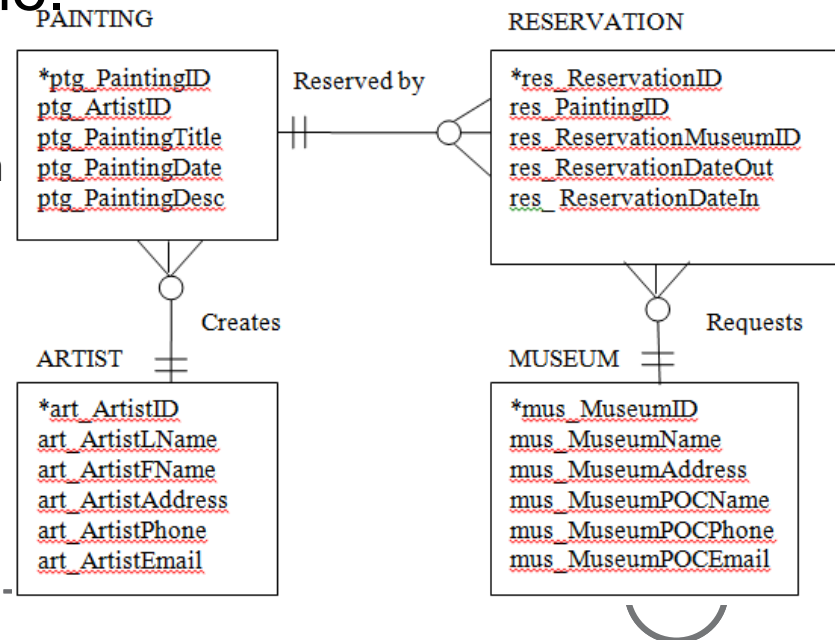 PAINTING
*ptg_PaintingID
ptg_ArtistID
ptg_PaintingTitle
ptg_PaintingDate
ptg_PaintingDesc
Reserved by
RESERVATION
*res_ReservationID
res_PaintingID
res_ReservationMuseumID
res_ReservationDateOut
res_ ReservationDateIn
Creates
Requests
ARTIST
*art_ArtistID
art_ArtistLName
art_ArtistFName
art_ArtistAddress
art_ArtistPhone
art_ArtistEmail
MUSEUM
*mus_MuseumID
mus_MuseumName
mus_MuseumAddress
mus_MuseumPOCName
mus_MuseumPOCPhone
mus_MuseumPOCEmail